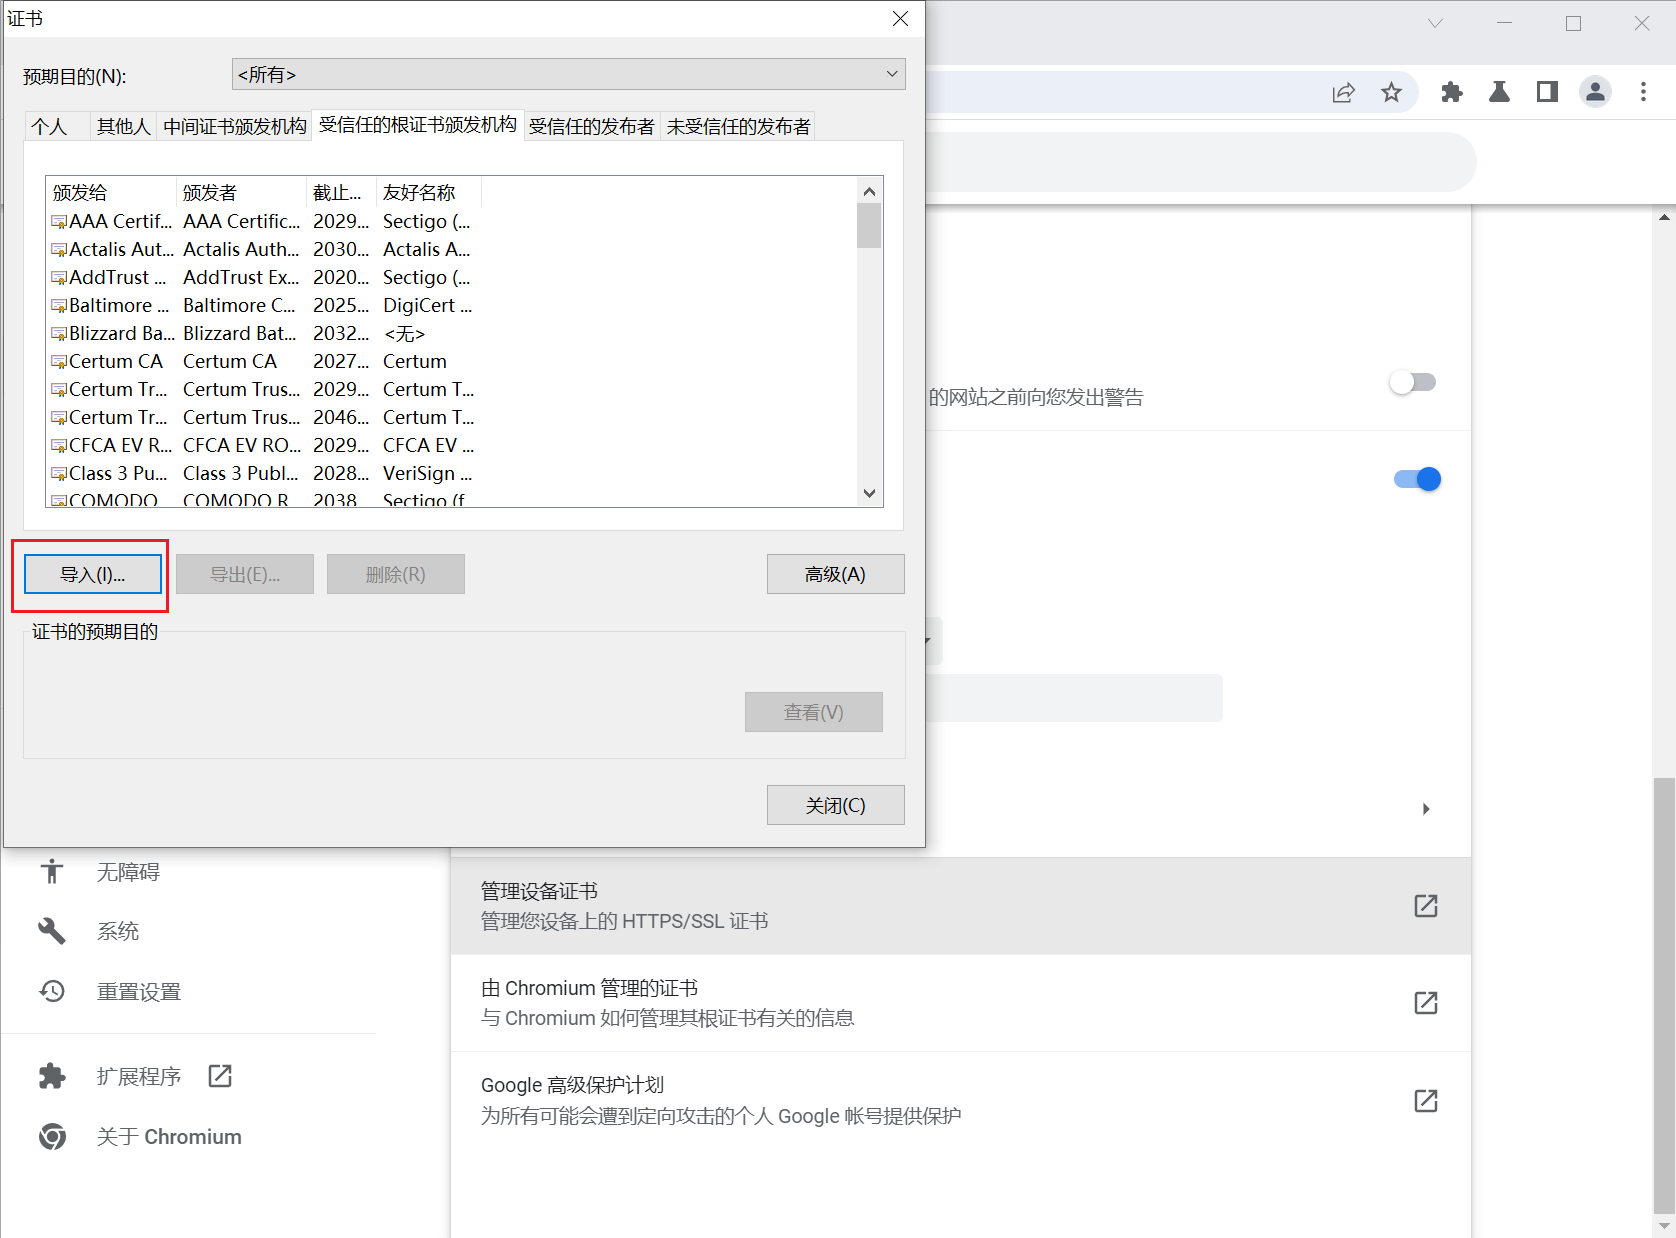 证书
预期目的(N):
<所有>
个人
其他人
中间证书颁发机构
受信任的根证书颁发机构
受信任的发布者
未受信任的发布者
颁发给 颁发者 截止... 友好名称
AAA Certif... AAA Certific... 2029... Sectigo (...
Actalis Aut... Actalis Auth... 2030... Actalis A...
AddTrust ... AddTrust Ex... 2020... Sectigo (...
Baltimore ... Baltimore C... 2025... DigiCert ...
Blizzard Ba... Blizzard Bat... 2032... <无>
Certum CA Certum CA 2027... Certum
Certum Tr... Certum Trus... 2029... Certum T...
Certum Tr... Certum Trus... 2046... Certum T...
CFCA EV R... CFCA EV RO... 2029... CFCA EV ...
Class 3 Pu... Class 3 Publ... 2028... VeriSign ...
COMODO COMODO R 2038 Sectigo (f
导入(I)...
导出(E)...
删除(R)
高级(A)
证书的预期目的
查看(V)
关闭(C)
的网站之前向您发出警告
无障碍
系统
重置设置
扩展程序
关于 Chromium
管理设备证书
管理您设备上的 HTTPS/SSL 证书
由 Chromium 管理的证书
与 Chromium 如何管理其根证书有关的信息
Google 高级保护计划
为所有可能会遭到定向攻击的个人 Google 帐号提供保护